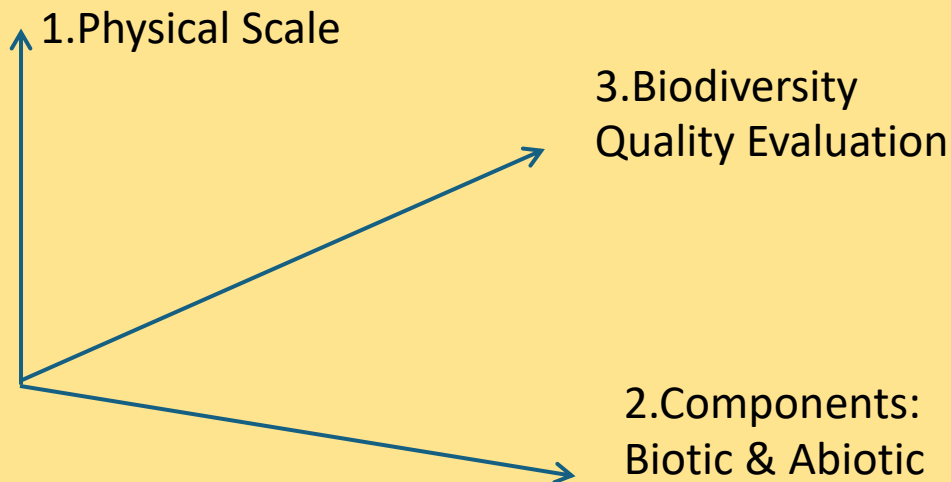 1.Physical Scale
3.Biodiversity
Quality Evaluation
2.Components:
Biotic & Abiotic